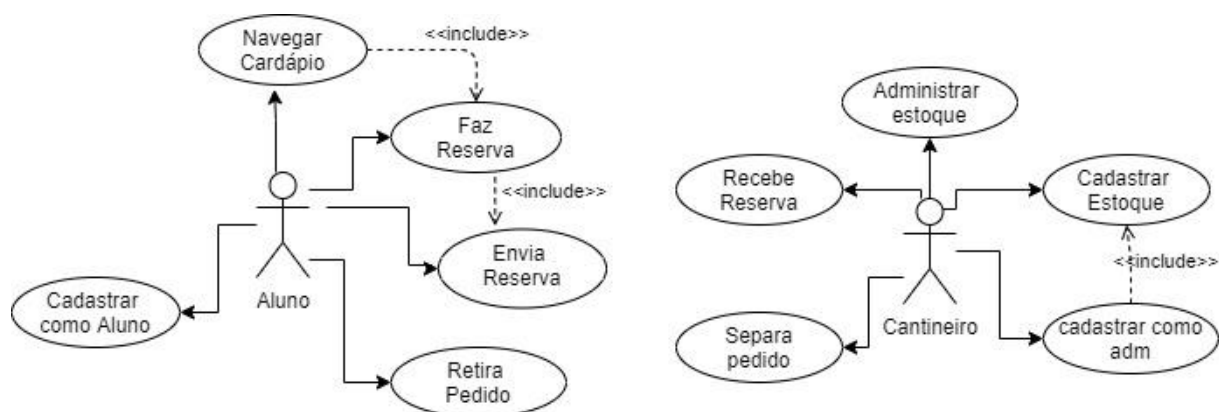 Navegar
Cardápio
<<include>>
Faz
Reserva
<<include>>
Envia
Reserva
Aluno
Cadastrar
como Aluno
Retira
Pedido
Administrar
estoque
Recebe
Reserva
Cadastrar
Estoque
<<include>>
Cantineiro
Separa
pedido
cadastrar como
adm